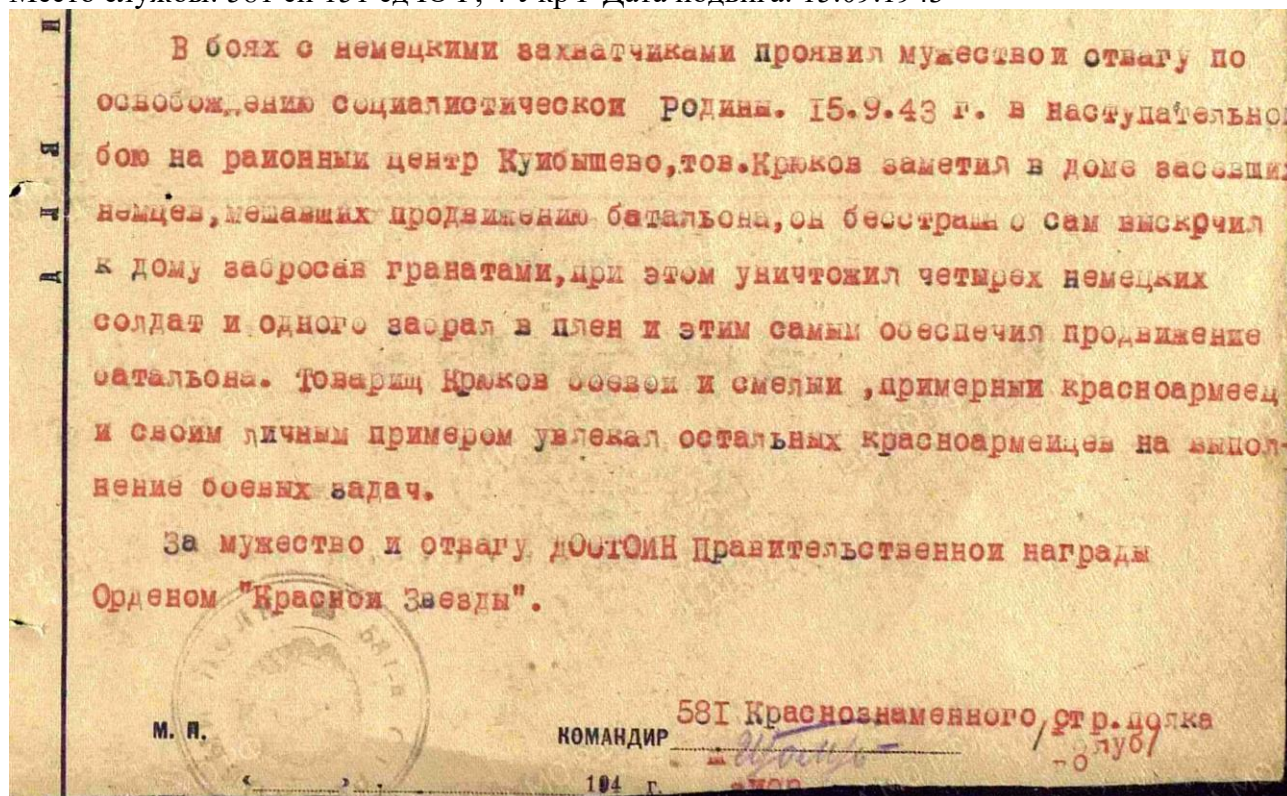 В боях с немецкими захватчиками проявил мужество и отвагу по
освобождению социалистической Родины. 15.9.43 г. в наступательно
бою на районный центр Куйбышево, тов.Крюков заметил в доме засевши
немцев, мешавших продвижению батальона, он бесстрашно сам выскочил
к дому забросав гранатами, при этом уничтожил четырех немецких
солдат и одного забрал в плен и этим самым обеспечил продвижение
батальона. Товарищ Крюков боевой и смелый ,примерный красноармеец
и своим личным примером увлекал остальных красноармейцев на выпол-
нение боевых задач.
За мужество и отвагу ДОСТОИН Правительственной награды
Орденом "Красной Звезды".
581 Краснознаменного стр.полка
М. П. КОМАНДИР /Голуб/
194 г.